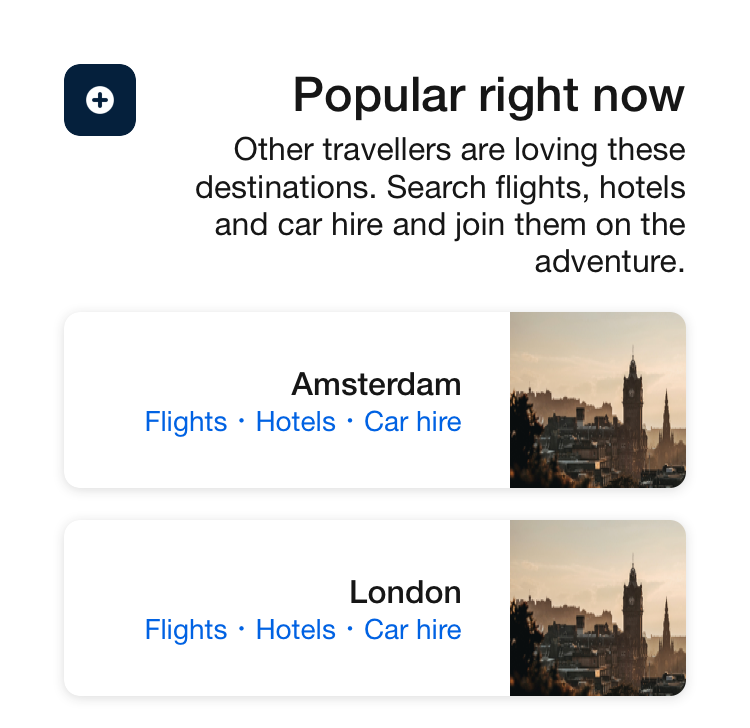 Popular right now
Other travellers are loving these
destinations. Search flights, hotels
and car hire and join them on the
adventure.
Amsterdam
Flights · Hotels · Car hire
London
Flights · Hotels · Car hire